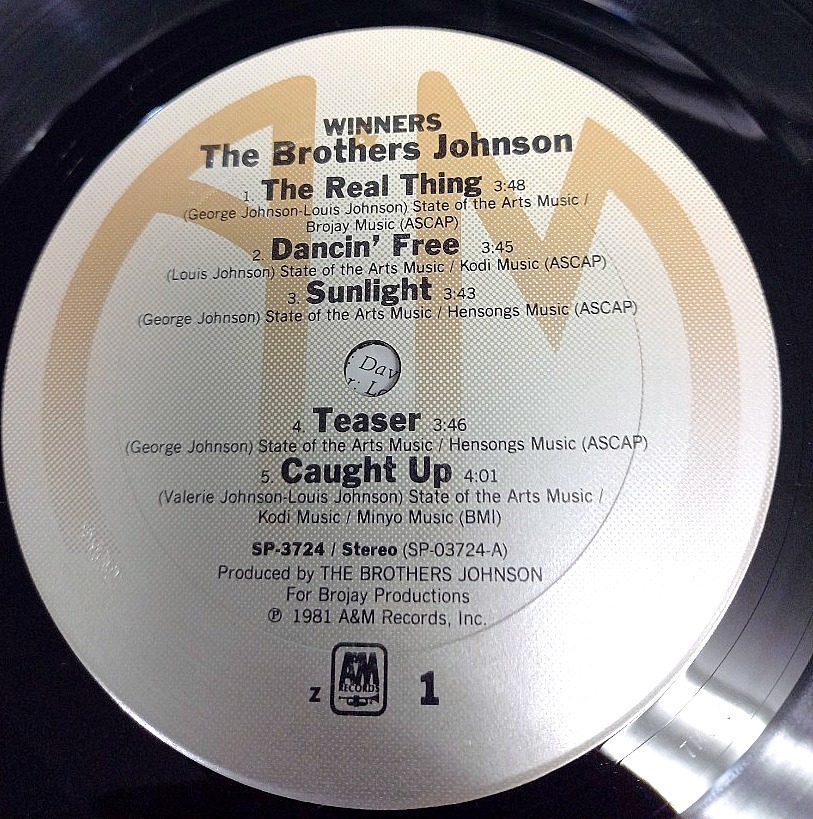 WINNERS
The Brothers Johnson
1. The Real Thing 3:48
(George Johnson-Louis Johnson) State of the Arts Music /
Brojay Music (ASCAP)
2. Dancin' Free 3:45
(Louis Johnson) State of the Arts Music / Kodi Music (ASCAP)
3. Sunlight 3:43
(George Johnson) State of the Arts Music / Hensongs Music (ASCAP)
Dav
4. Teaser 3:46
(George Johnson) State of the Arts Music / Hensongs Music (ASCAP)
5. Caught Up 4:01
(Valerie Johnson-Louis Johnson) State of the Arts Music /
Kodi Music / Minyo Music (BMI)
SP-3724 / Stereo (SP-03724-A)
Produced by THE BROTHERS JOHNSON
For Brojay Productions
℗ 1981 A&M Records, Inc.
Z A&M RECORDS 1